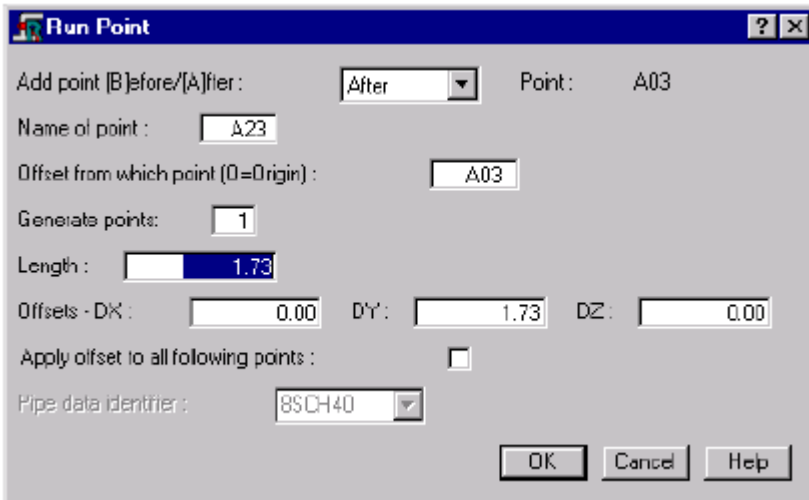 Run Point
Add point [B]efore/[A]fter : After Point : A03
Name of point : A23
Offset from which point (O=Origin) : A03
Generate points: 1
Length : 1.73
Offsets - DX : 0.00 DY : 1.73 DZ : 0.00
Apply offset to all following points :
Pipe data identifier : 8SCH40
OK Cancel Help